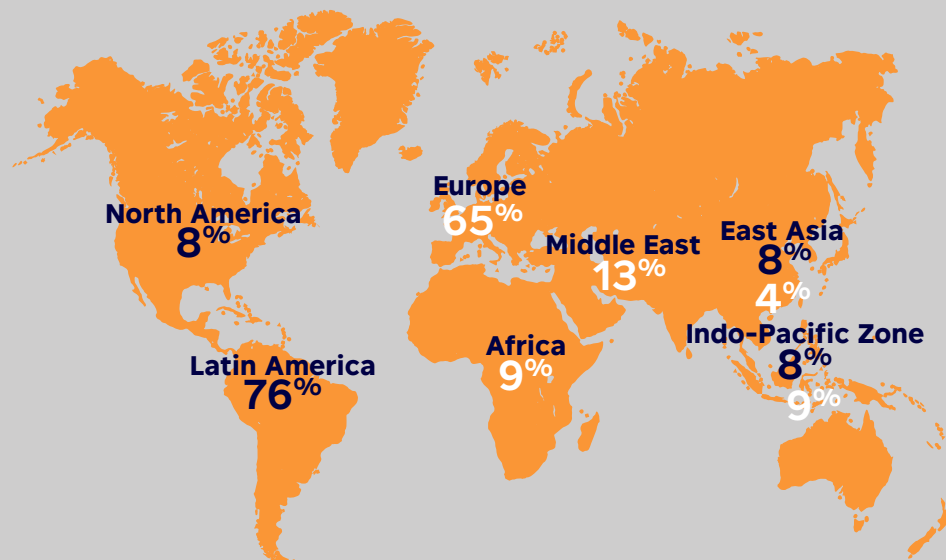 Europe
65%
North America
8%
Middle East
13%
East Asia
8%
4%
Indo-Pacific Zone
8%
9%
Africa
9%
Latin America
76%